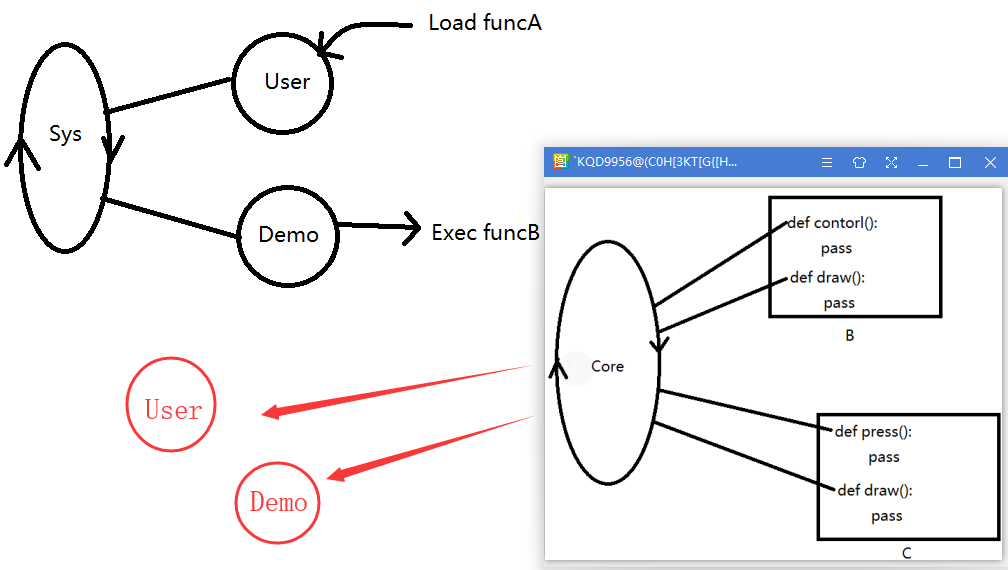 Load funcA
User
Sys
Demo
Exec funcB
`KQD9956@(C0H[3KT[G{[H...
def contorl():
pass
def draw():
pass
B
Core
def press():
pass
def draw():
pass
C
User
Demo